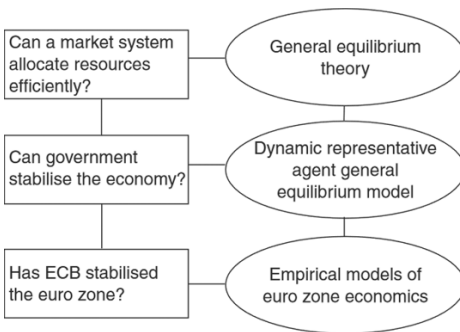 Can a market system
allocate resources
efficiently?
General equilibrium
theory
Can government
stabilise the economy?
Dynamic representative
agent general
equilibrium model
Has ECB stabilised
the euro zone?
Empirical models of
euro zone economics